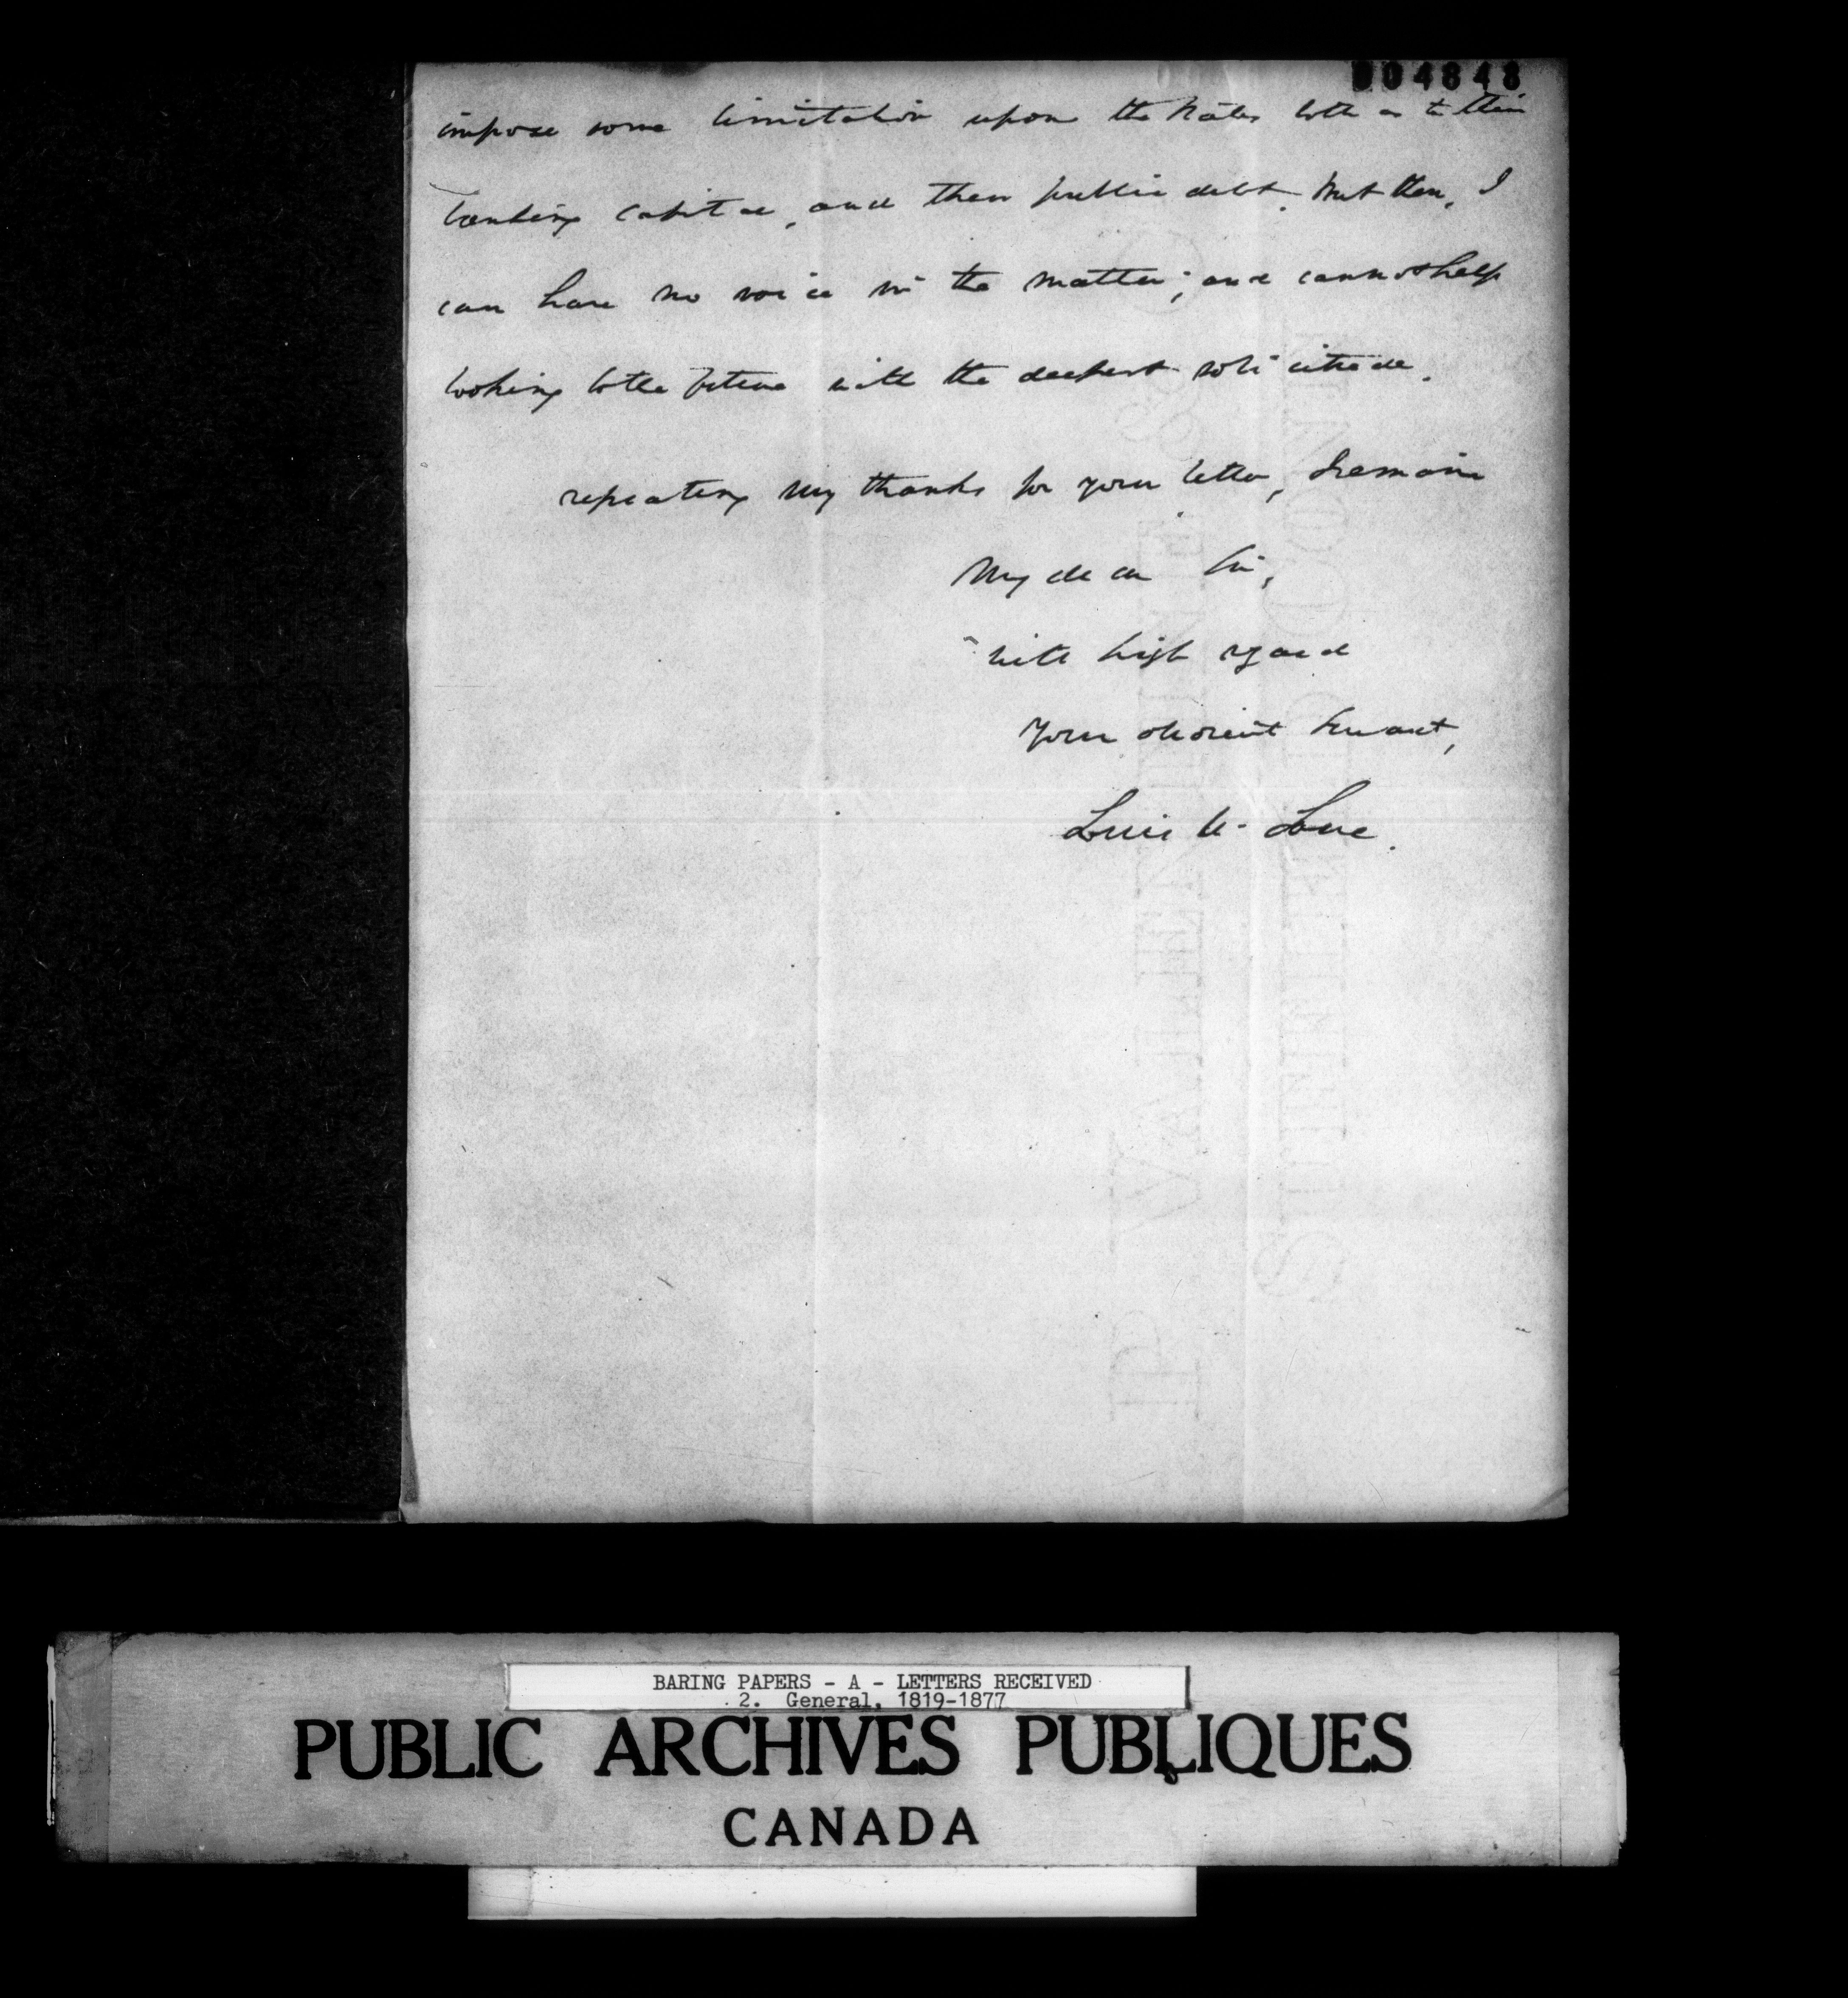 004848
impose some limitation upon the States both as to their
banking capital, and their public debt. But then, I
can have no voice in the matter; and cannot help
looking to the future with the deepest solicitude.
repeating my thanks for your letter, I remain
My dear Sir,
with high regard
Your obedient Servant,
BARING PAPERS - A - LETTERS RECEIVED
2. General, 1819-1877
PUBLIC ARCHIVES PUBLIQUES
CANADA